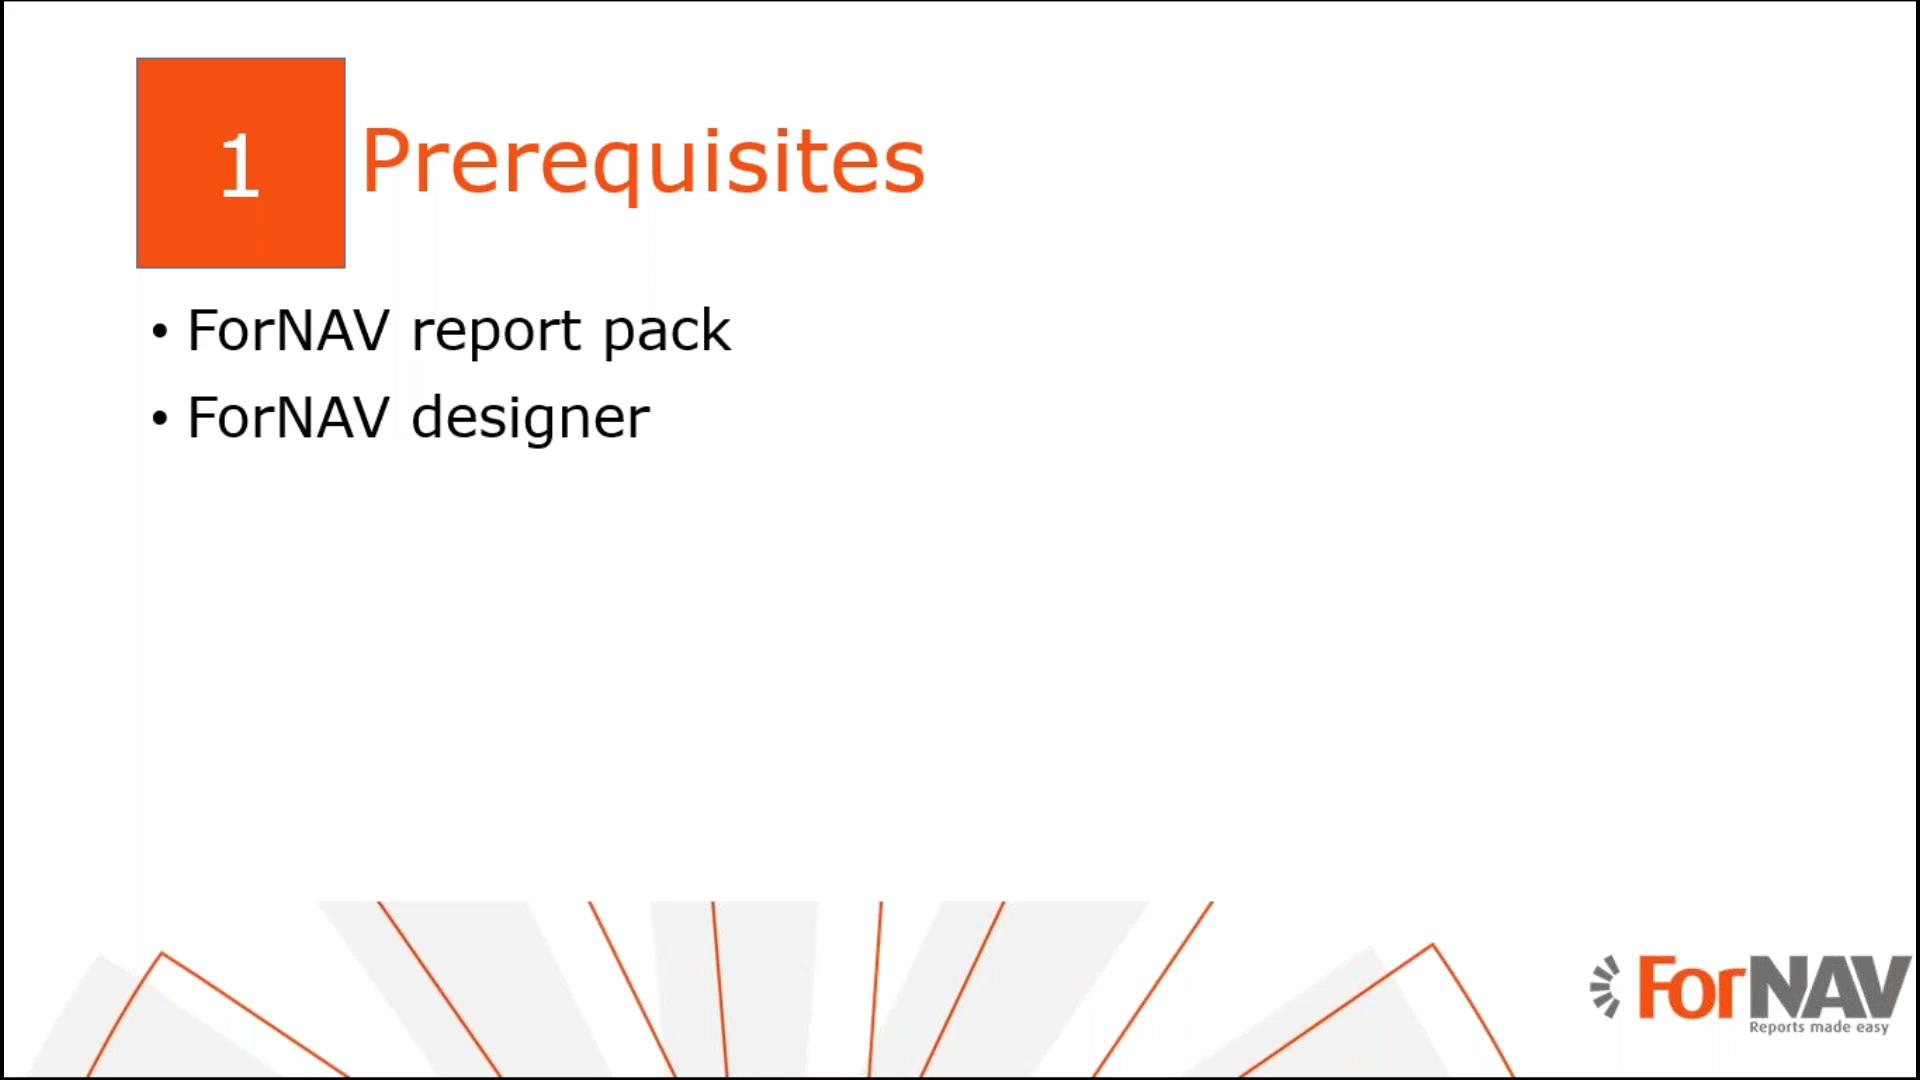 1
Prerequisites
• ForNAV report pack
• ForNAV designer
ForNAV
Reports made easy